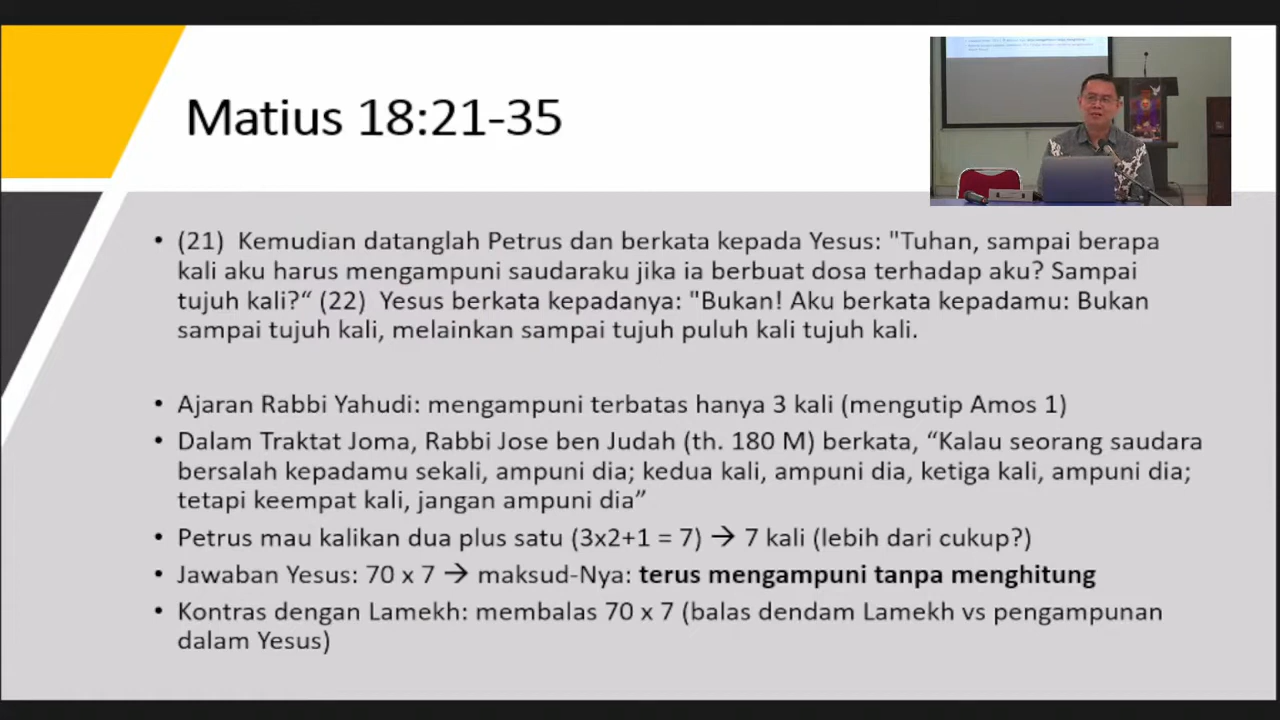 Matius 18:21-35
• (21) Kemudian datanglah Petrus dan berkata kepada Yesus: "Tuhan, sampai berapa
kali aku harus mengampuni saudaraku jika ia berbuat dosa terhadap aku? Sampai
tujuh kali?“ (22) Yesus berkata kepadanya: "Bukan! Aku berkata kepadamu: Bukan
sampai tujuh kali, melainkan sampai tujuh puluh kali tujuh kali.
• Ajaran Rabbi Yahudi: mengampuni terbatas hanya 3 kali (mengutip Amos 1)
• Dalam Traktat Joma, Rabbi Jose ben Judah (th. 180 M) berkata, “Kalau seorang saudara
bersalah kepadamu sekali, ampuni dia; kedua kali, ampuni dia, ketiga kali, ampuni dia;
tetapi keempat kali, jangan ampuni dia”
• Petrus mau kalikan dua plus satu (3x2+1 = 7) → 7 kali (lebih dari cukup?)
• Jawaban Yesus: 70 x 7 → maksud-Nya: terus mengampuni tanpa menghitung
• Kontras dengan Lamekh: membalas 70 x 7 (balas dendam Lamekh vs pengampunan
dalam Yesus)